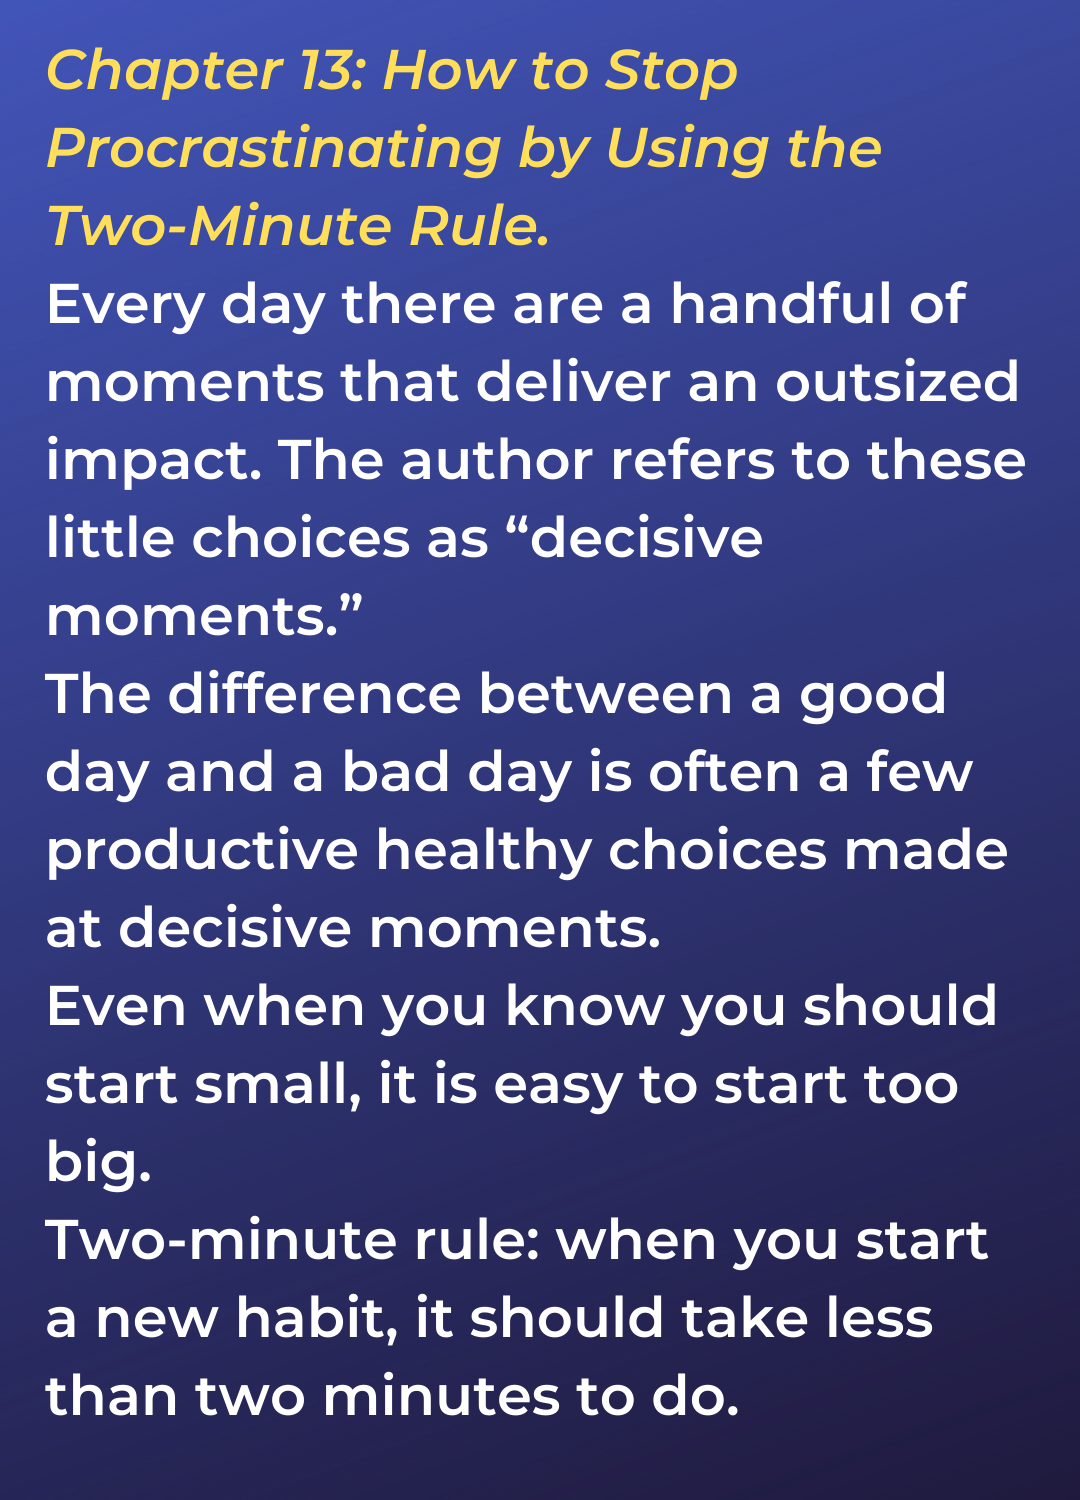 Chapter 13: How to Stop
Procrastinating by Using the
Two-Minute Rule.
Every day there are a handful of
moments that deliver an outsized
impact. The author refers to these
little choices as “decisive
moments.”
The difference between a good
day and a bad day is often a few
productive healthy choices made
at decisive moments.
Even when you know you should
start small, it is easy to start too
big.
Two-minute rule: when you start
a new habit, it should take less
than two minutes to do.